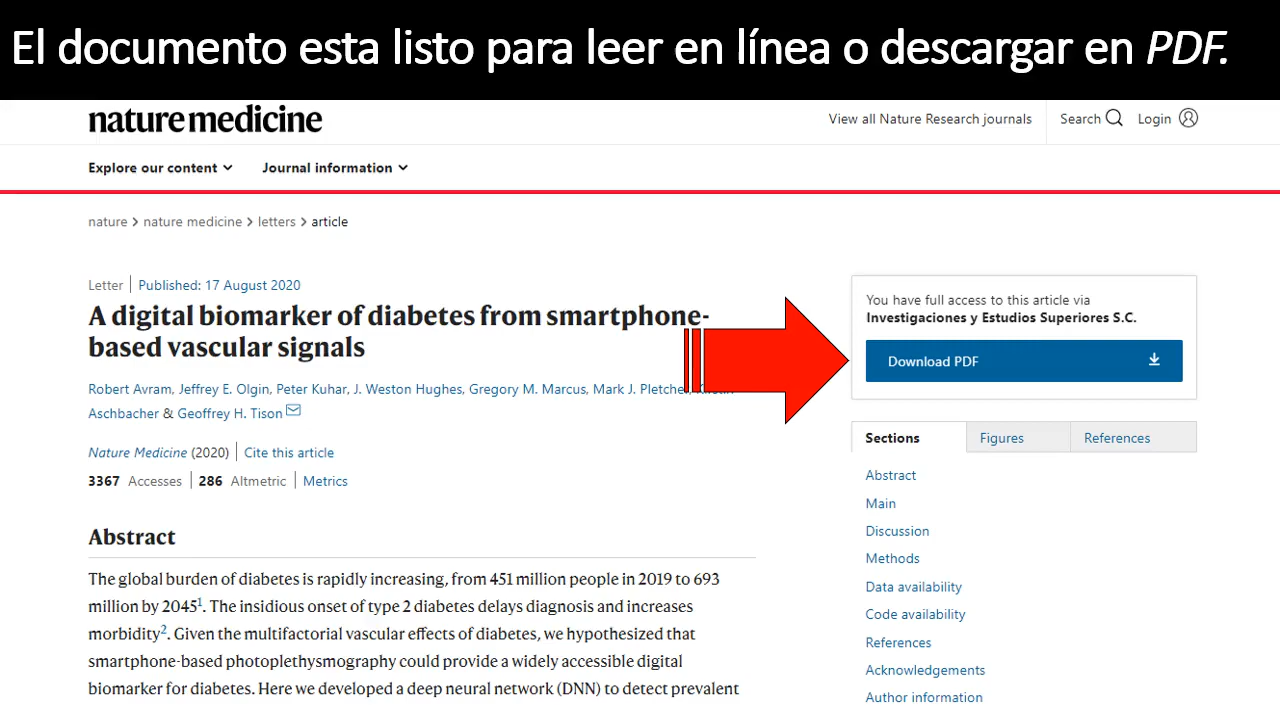 El documento esta listo para leer en línea o descargar en PDF.
nature medicine
View all Nature Research journals
Search
Login
Explore our content
Journal information
nature > nature medicine > letters > article
Letter | Published: 17 August 2020
A digital biomarker of diabetes from smartphone-
based vascular signals
Robert Avram, Jeffrey E. Olgin, Peter Kuhar, J. Weston Hughes, Gregory M. Marcus, Mark J.
Aschbacher & Geoffrey H. Tison
Nature Medicine (2020) | Cite this article
3367 Accesses | 286 Altmetric | Metrics
Abstract
The global burden of diabetes is rapidly increasing, from 451 million people in 2019 to 693
million by 20451. The insidious onset of type 2 diabetes delays diagnosis and increases
morbidity2. Given the multifactorial vascular effects of diabetes, we hypothesized that
smartphone-based photoplethysmography could provide a widely accessible digital
biomarker for diabetes. Here we developed a deep neural network (DNN) to detect prevalent
You have full access to this article via
Investigaciones y Estudios Superiores S.C.
Download PDF
Sections
Figures
References
Abstract
Main
Discussion
Methods
Data availability
Code availability
References
Acknowledgements
Author information